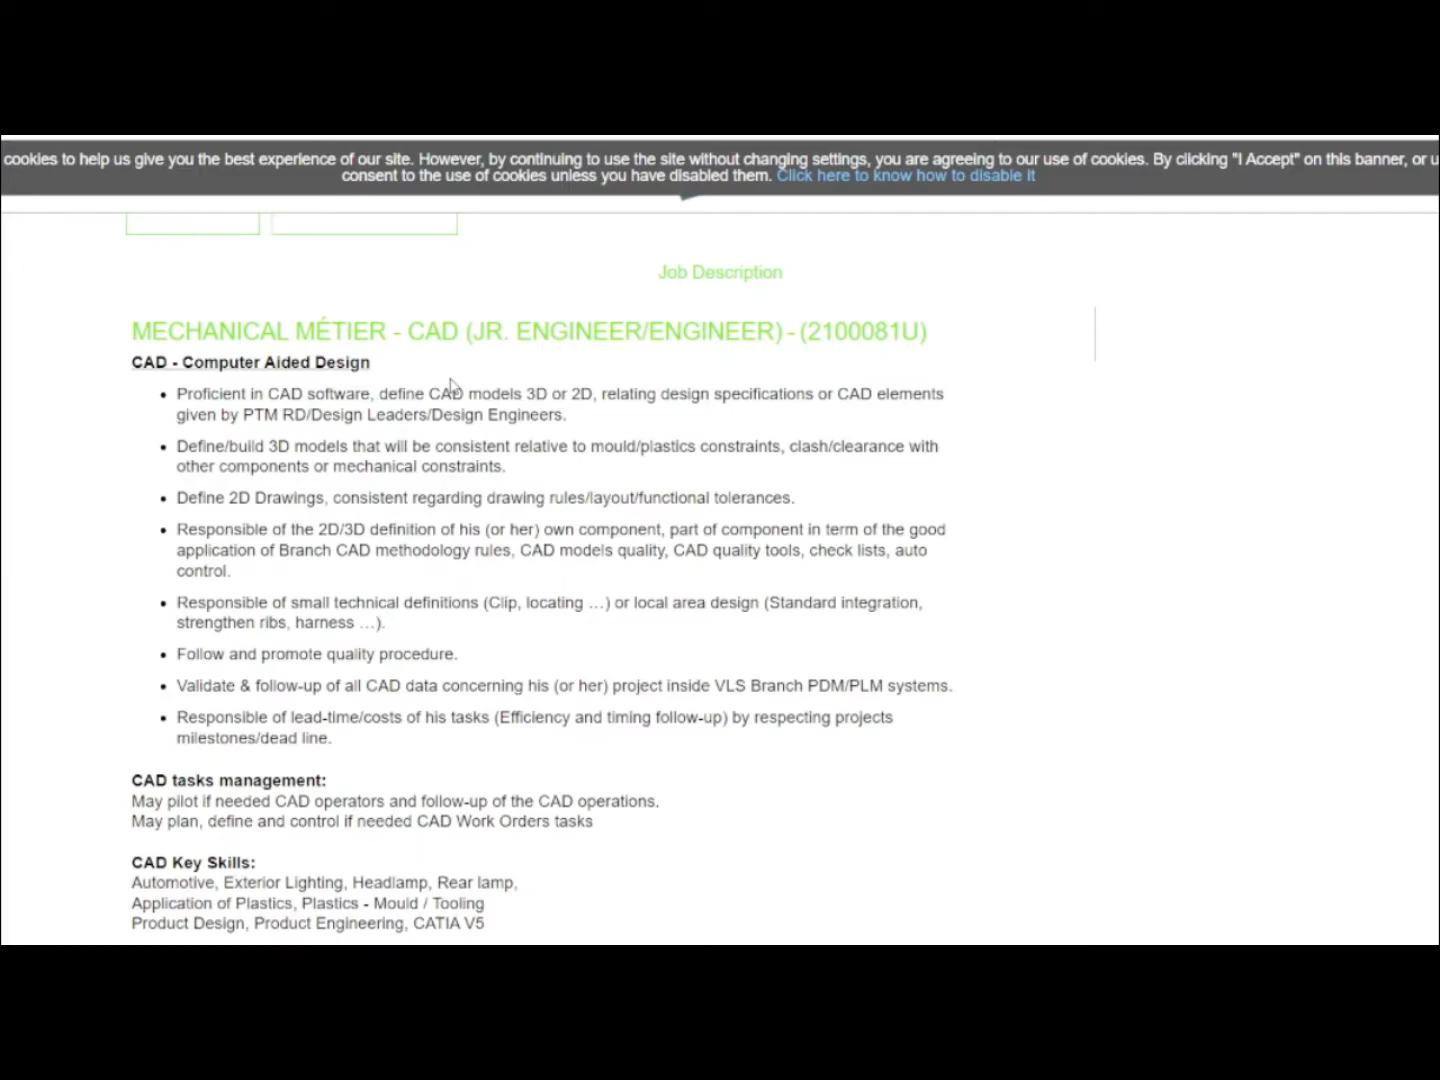 cookies to help us give you the best experience of our site. However, by continuing to use the site without changing settings, you are agreeing to our use of cookies. By clicking "I Accept" on this banner, or u
consent to the use of cookies unless you have disabled them. Click here to know how to disable it
Job Description
MECHANICAL MÉTIER - CAD (JR. ENGINEER/ENGINEER) - (2100081U)
CAD - Computer Aided Design
• Proficient in CAD software, define CAD models 3D or 2D, relating design specifications or CAD elements
given by PTM RD/Design Leaders/Design Engineers.
• Define/build 3D models that will be consistent relative to mould/plastics constraints, clash/clearance with
other components or mechanical constraints.
• Define 2D Drawings, consistent regarding drawing rules/layout/functional tolerances.
• Responsible of the 2D/3D definition of his (or her) own component, part of component in term of the good
application of Branch CAD methodology rules, CAD models quality, CAD quality tools, check lists, auto
control.
• Responsible of small technical definitions (Clip, locating …) or local area design (Standard integration,
strengthen ribs, harness …).
• Follow and promote quality procedure.
• Validate & follow-up of all CAD data concerning his (or her) project inside VLS Branch PDM/PLM systems.
• Responsible of lead-time/costs of his tasks (Efficiency and timing follow-up) by respecting projects
milestones/dead line.
CAD tasks management:
May pilot if needed CAD operators and follow-up of the CAD operations.
May plan, define and control if needed CAD Work Orders tasks
CAD Key Skills:
Automotive, Exterior Lighting, Headlamp, Rear lamp,
Application of Plastics, Plastics - Mould / Tooling
Product Design, Product Engineering, CATIA V5